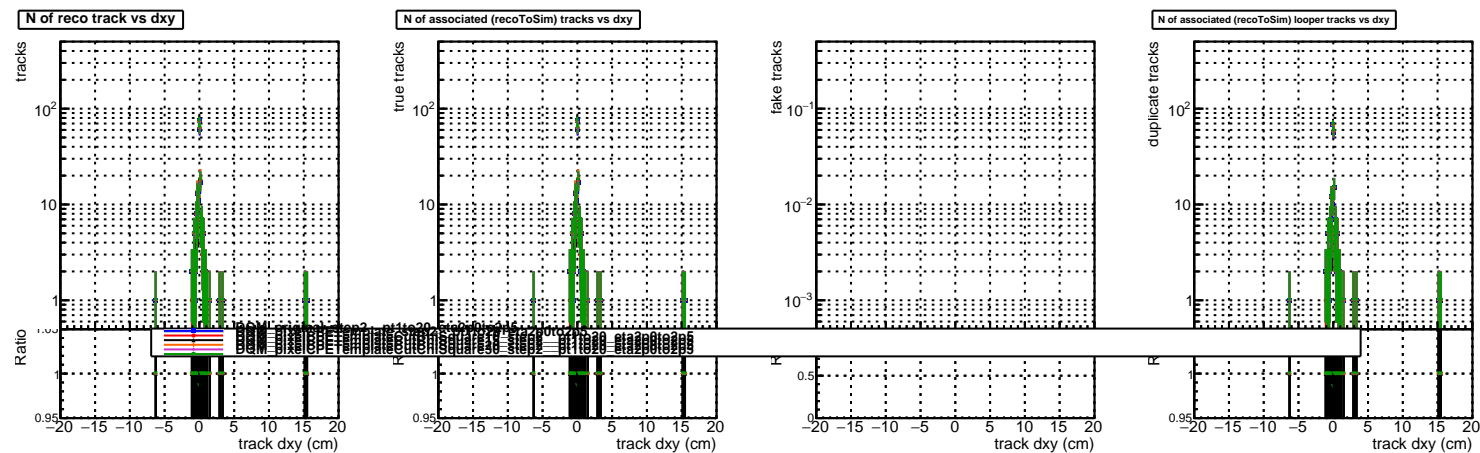 N of reco track vs dxy
N of associated (recoToSim) tracks vs dxy
N of associated (recoToSim) looper tracks vs dxy
tracks
10²
10
1
Ratio
1
0.95
−20 −15 −10 −5 0 5 10 15 20
track dxy (cm)
true tracks
10²
10
1
1
0.95
−20 −15 −10 −5 0 5 10 15 20
track dxy (cm)
fake tracks
10⁻¹
10⁻²
10⁻³
0.5
0
−20 −15 −10 −5 0 5 10 15 20
track dxy (cm)
duplicate tracks
10²
10
1
1
0.95
−20 −15 −10 −5 0 5 10 15 20
track dxy (cm)